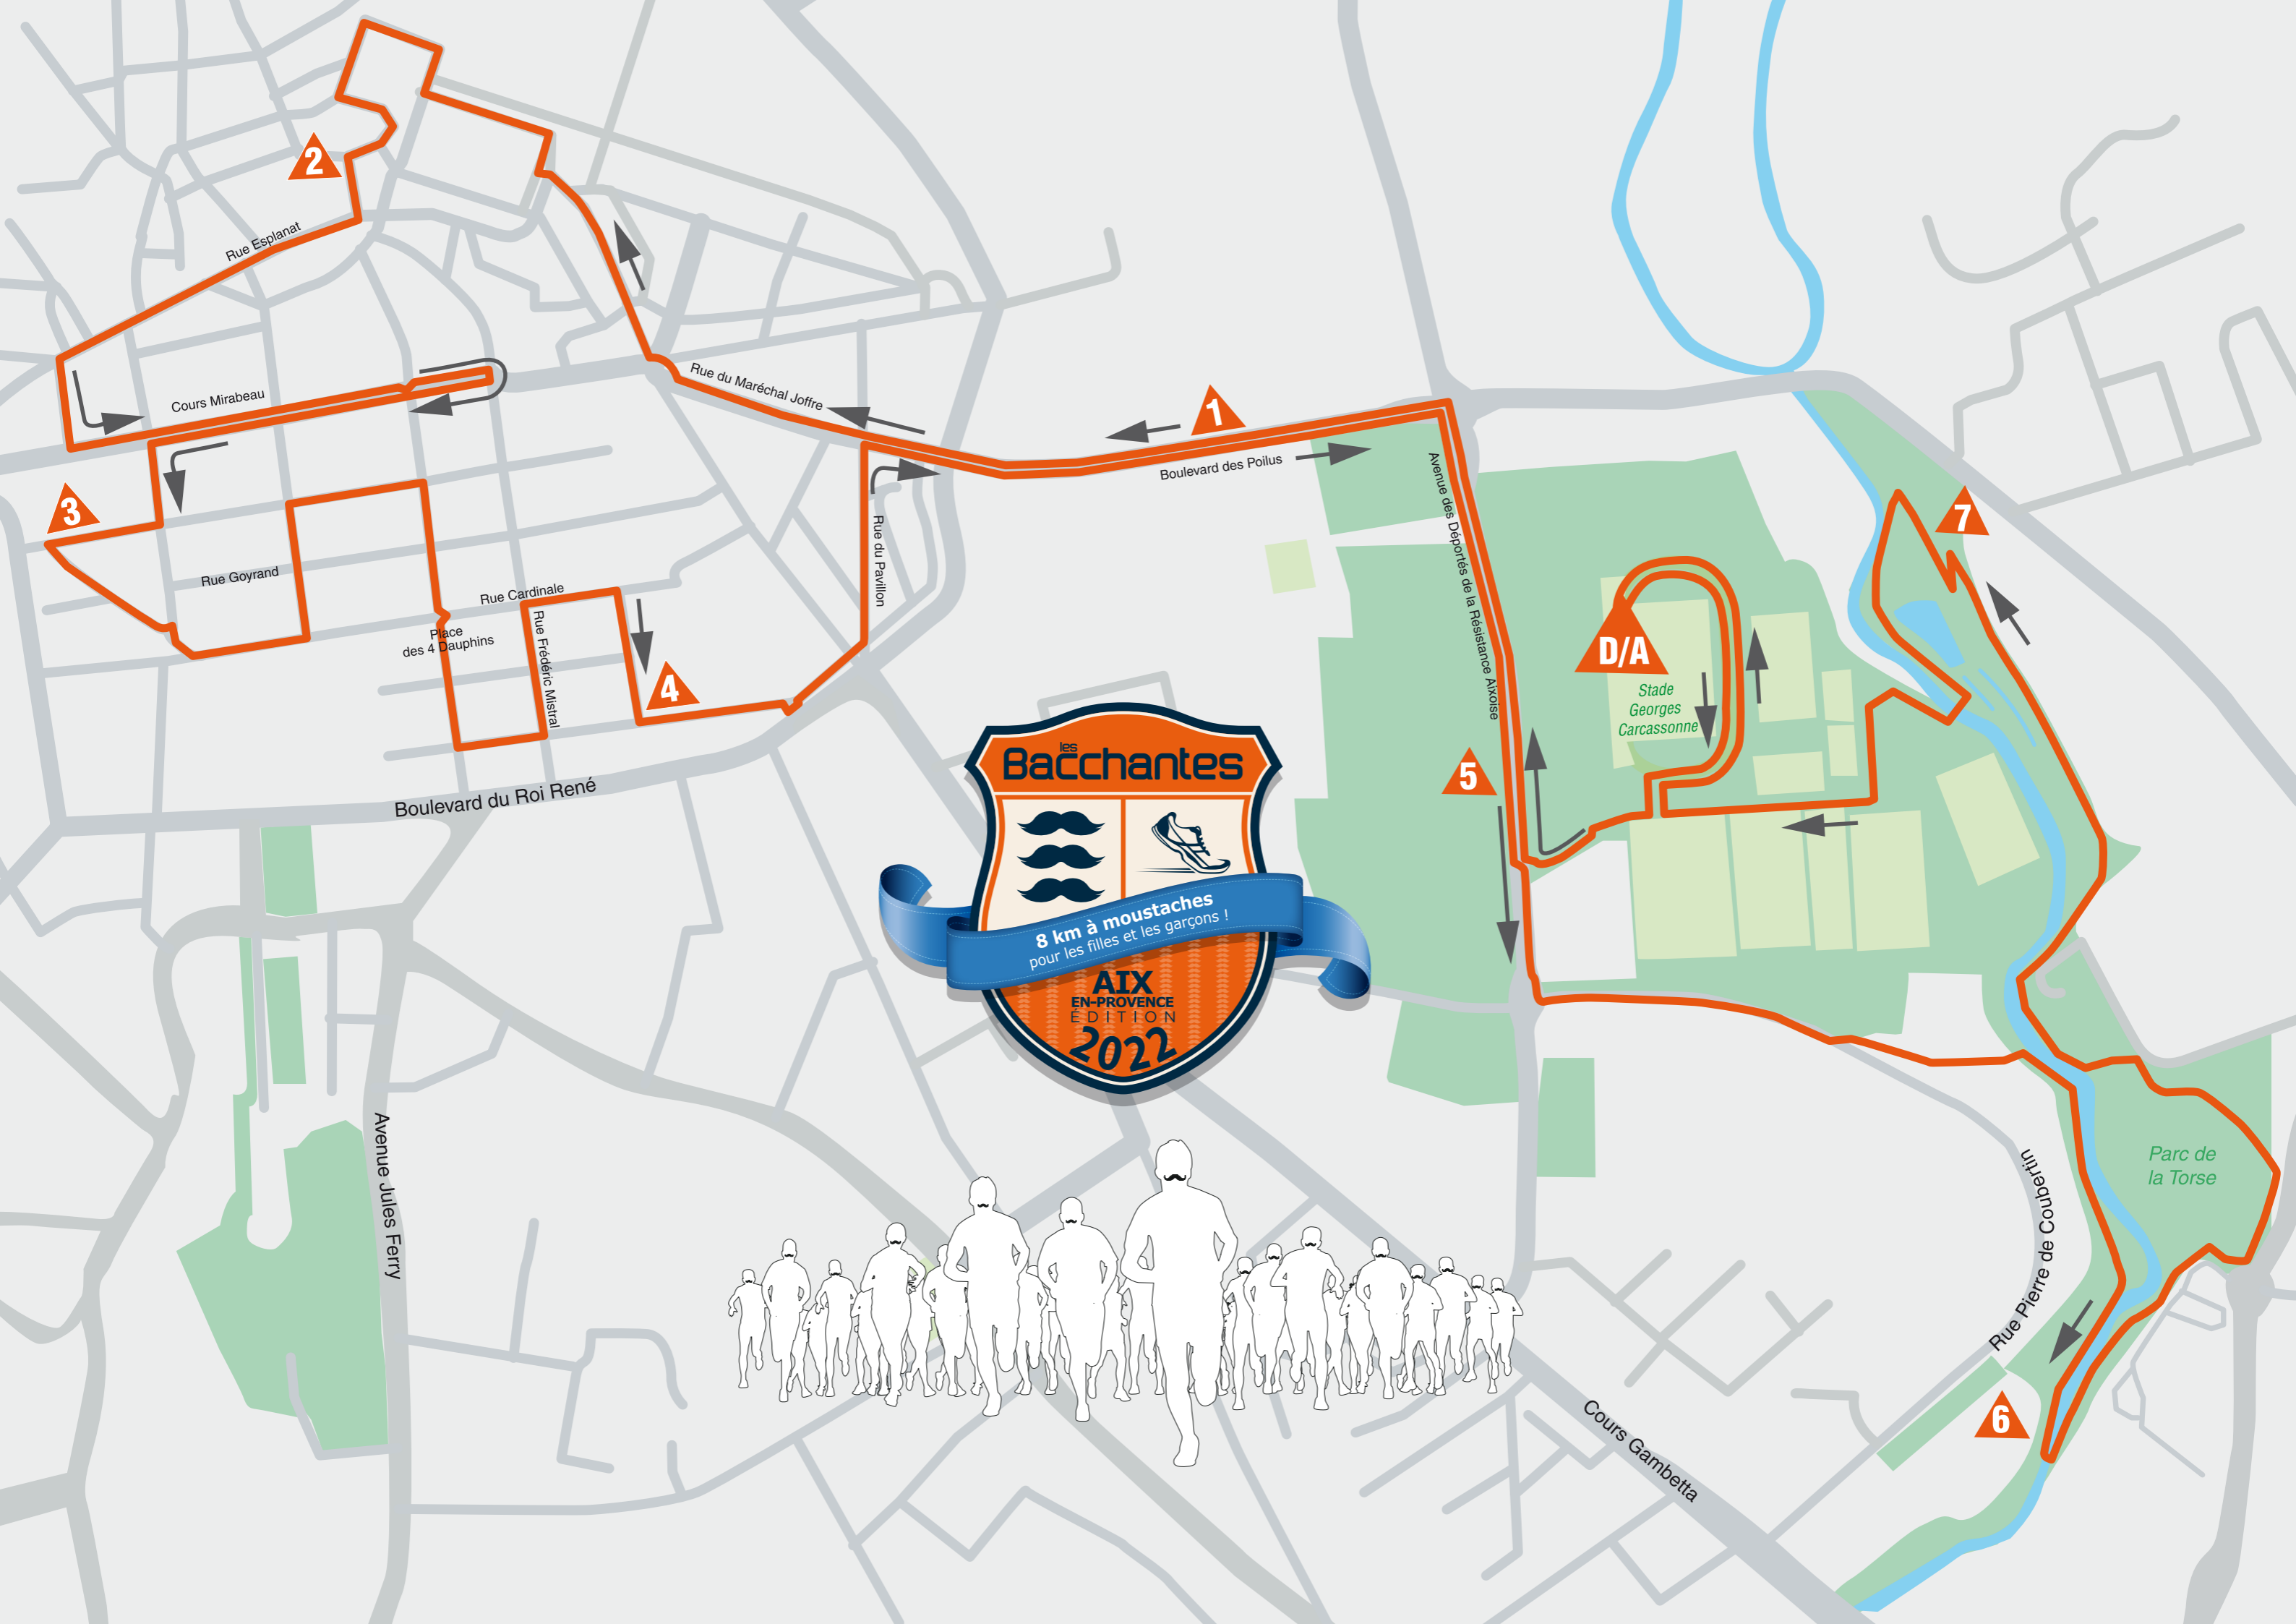 2
Rue Esplanat
Cours Mirabeau
Rue du Maréchal Joffre
1
Boulevard des Poilus
Avenue des Déportés de la Résistance Aixoise
3
Rue Goyrand
Rue Cardinale
Place
des 4 Dauphins
Rue Frédéric Mistral
4
Rue du Pavillon
Boulevard du Roi René
7
D/A
Stade
Georges
Carcassonne
5
les
Bacchantes
8 km à moustaches
pour les filles et les garçons !
AIX
EN-PROVENCE
ÉDITION
2022
Avenue Jules Ferry
Parc de
la Torse
Rue Pierre de Coubertin
6
Cours Gambetta